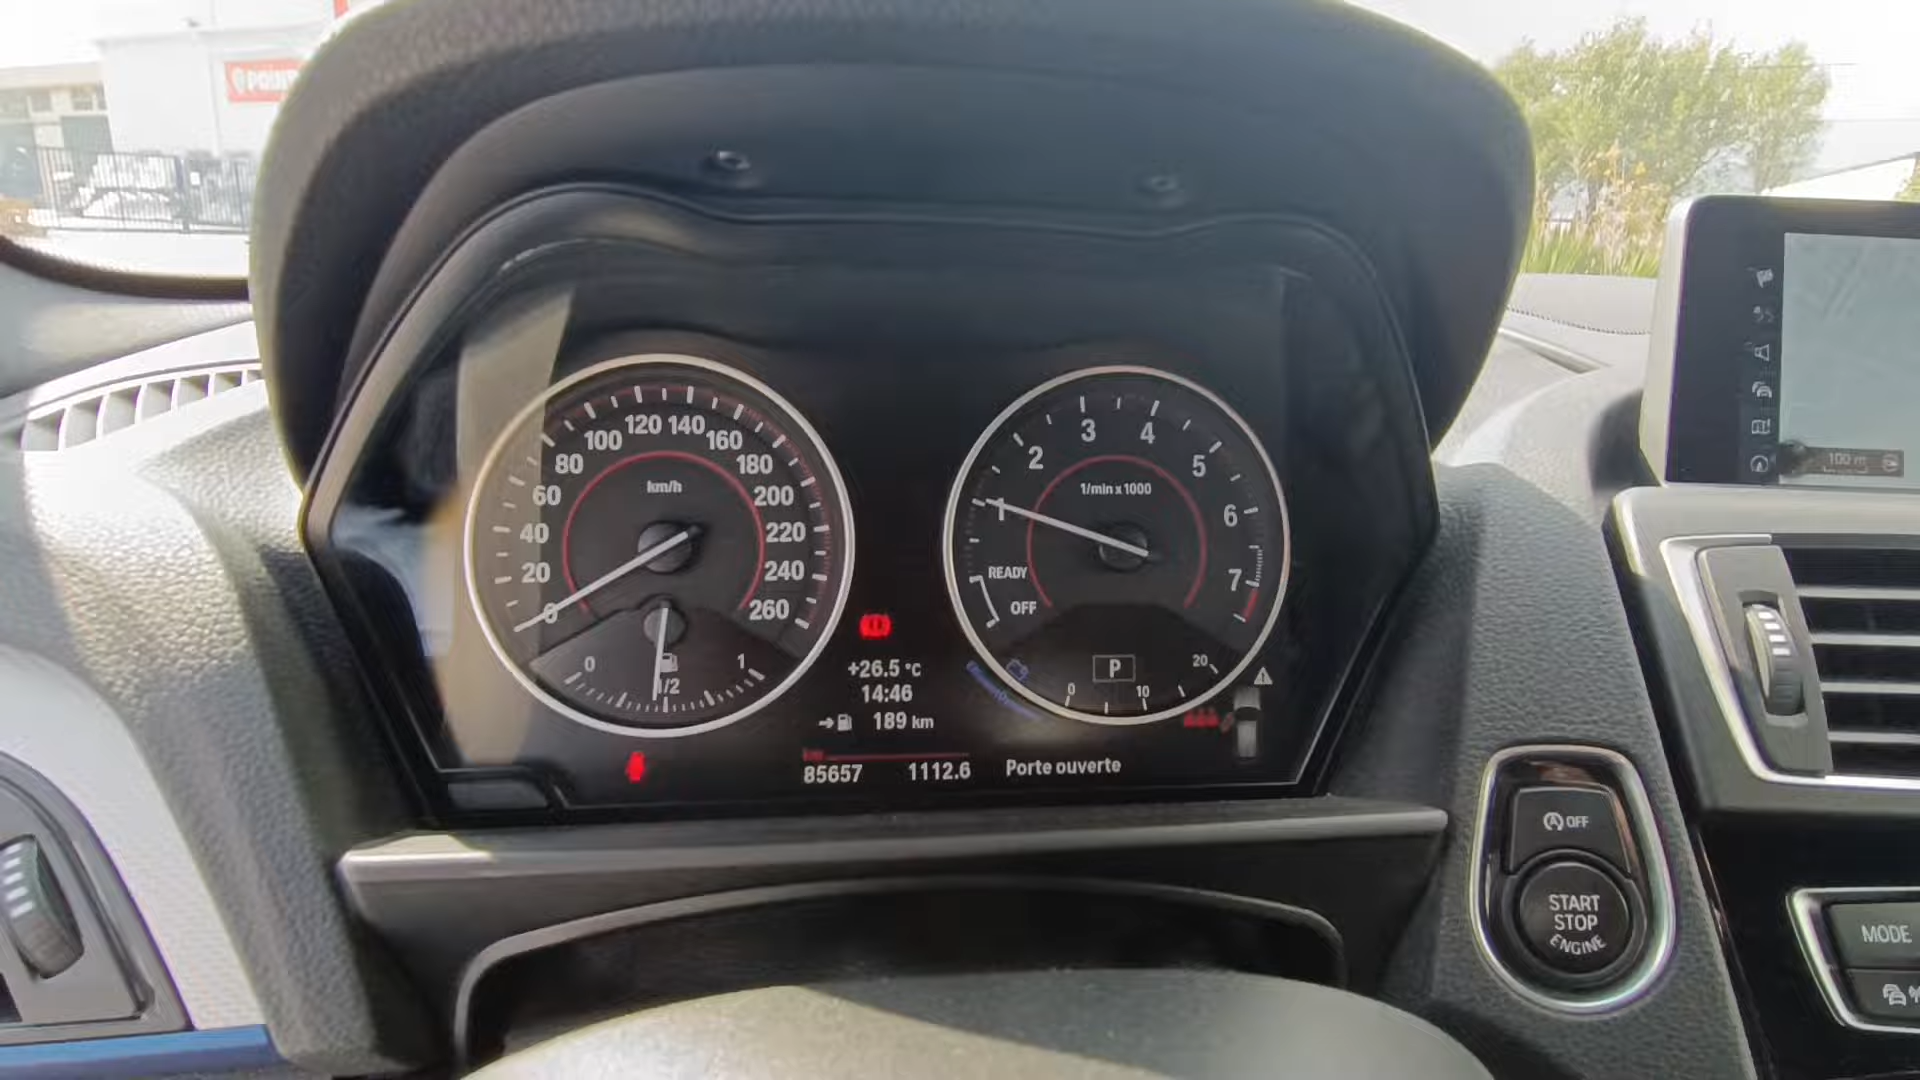 120 140
100 160
80 180
60 200
40 220
20 240
0 260
km/h
0 1/2 1
3 4
2 5
1 6
7
1/min x 1000
READY
OFF
P
0 10 20
+26.5 °C
14:46
189 km
km
85657 1112.6 Porte ouverte
100 m
OFF
START
STOP
ENGINE
MODE